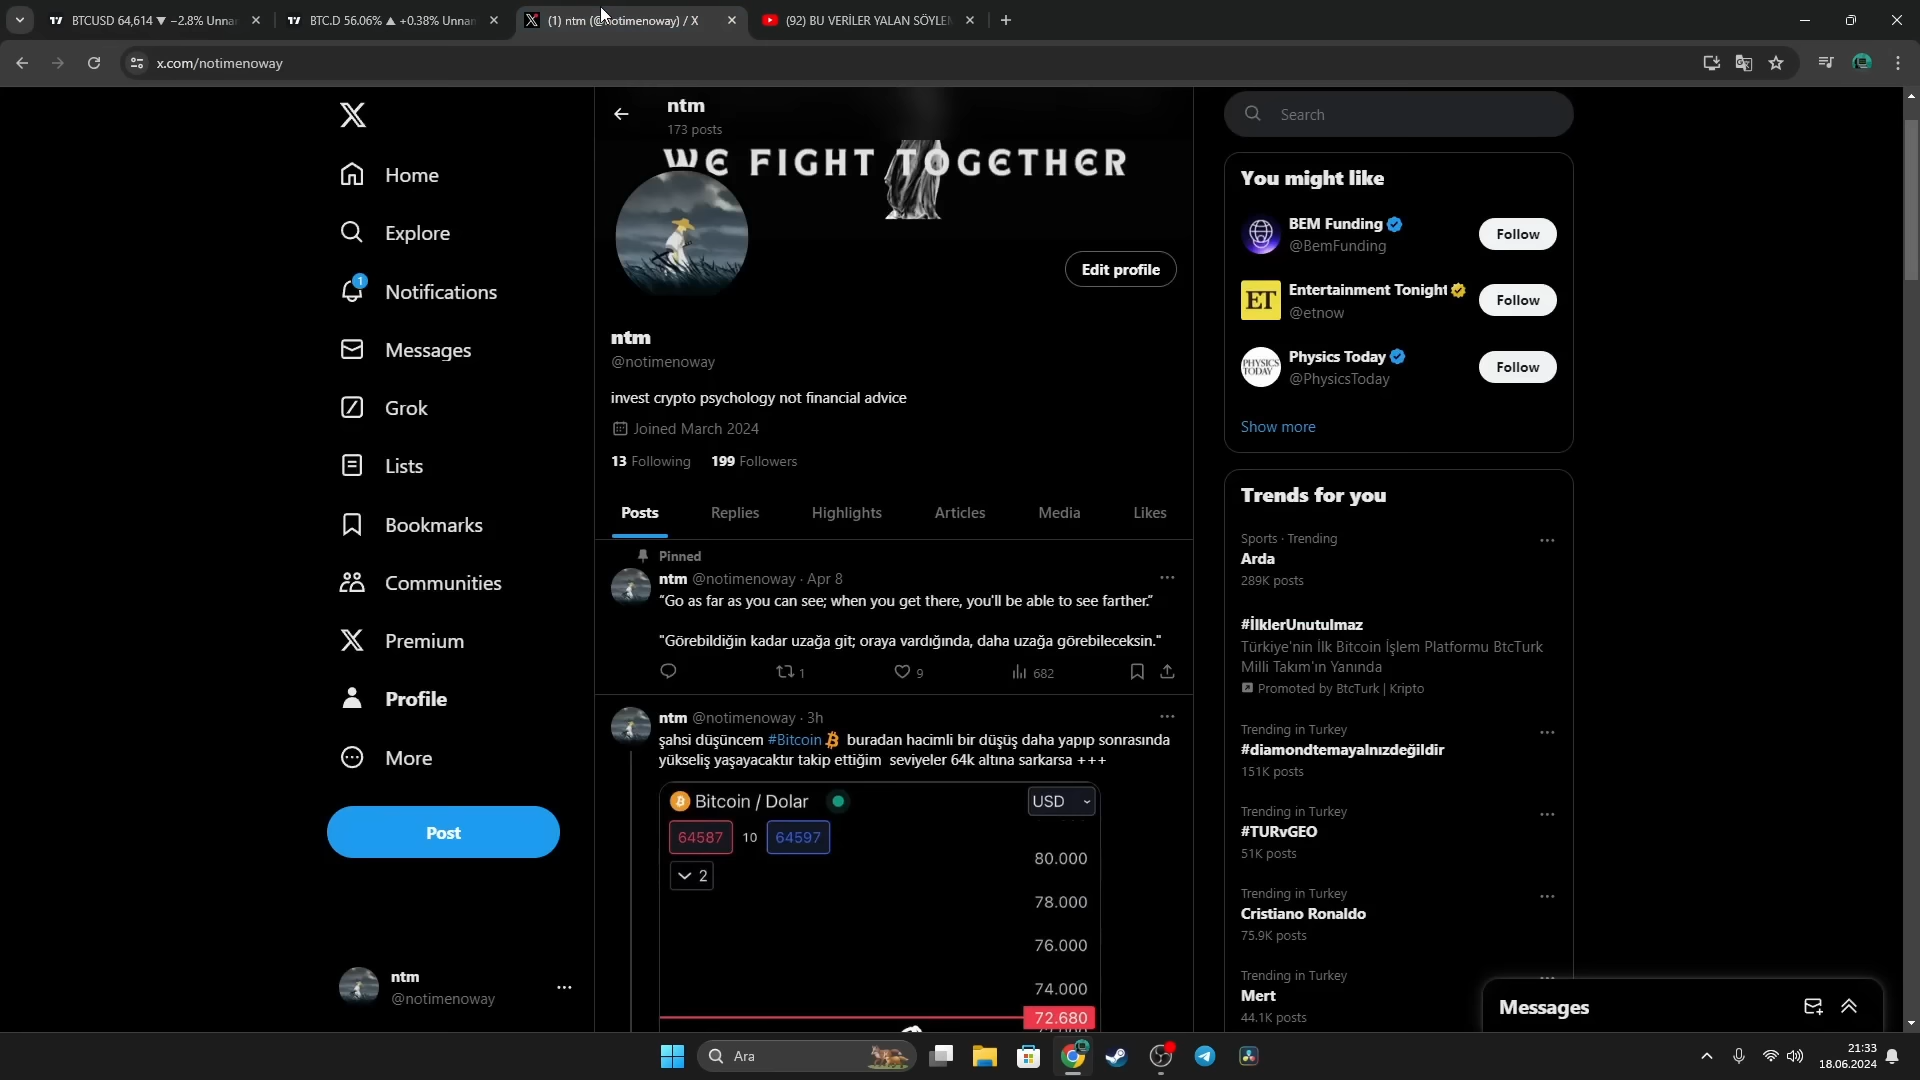 BTCUSD 64,614 ▼ −2.8% Unnar
BTC.D 56.06% ▲ +0.38% Unnan
(1) ntm (@notimenoway) / X
(92) BU VERİLER YALAN SÖYLEM
x.com/notimenoway
Home
Explore
1
Notifications
Messages
Grok
Lists
Bookmarks
Communities
Premium
Profile
More
Post
ntm
@notimenoway
ntm
173 posts
WE FIGHT TOGETHER
Edit profile
ntm
@notimenoway
invest crypto psychology not financial advice
Joined March 2024
13 Following 199 Followers
Posts Replies Highlights Articles Media Likes
Pinned
ntm @notimenoway · Apr 8
“Go as far as you can see; when you get there, you'll be able to see farther.”
"Görebildiğin kadar uzağa git; oraya vardığında, daha uzağa görebileceksin."
1 9 682
ntm @notimenoway · 3h
şahsi düşüncem #Bitcoin buradan hacimli bir düşüş daha yapıp sonrasında
yükseliş yaşayacaktır takip ettiğim seviyeler 64k altına sarkarsa +++
Bitcoin / Dolar
USD
64587 10 64597
2
80.000
78.000
76.000
74.000
72.680
Search
You might like
BEM Funding
@BemFunding
Follow
ET
Entertainment Tonight
@etnow
Follow
PHYSICS TODAY
Physics Today
@PhysicsToday
Follow
Show more
Trends for you
Sports · Trending
Arda
289K posts
#İlklerUnutulmaz
Türkiye'nin İlk Bitcoin İşlem Platformu BtcTurk
Milli Takım'ın Yanında
Promoted by BtcTurk | Kripto
Trending in Turkey
#diamondtemayalnızdeğildir
151K posts
Trending in Turkey
#TURvGEO
51K posts
Trending in Turkey
Cristiano Ronaldo
75.9K posts
Trending in Turkey
Mert
44.1K posts
Messages
Ara
21:33
18.06.2024